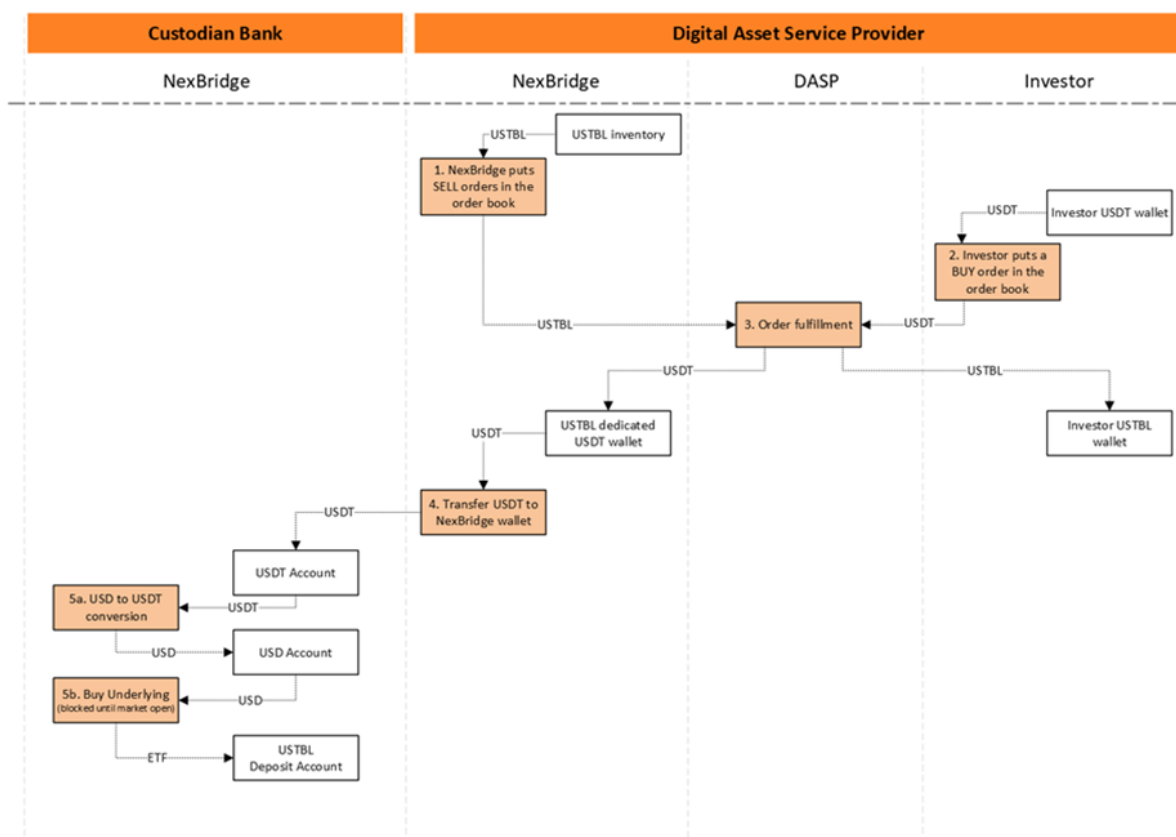 Custodian Bank
Digital Asset Service Provider
NexBridge
NexBridge
DASP
Investor
USTBL
USTBL inventory
1. NexBridge puts
SELL orders in the
order book
USDT
Investor USDT wallet
2. Investor puts a
BUY order in the
order book
USTBL
3. Order fulfillment
USDT
USDT
USTBL
USDT
USTBL dedicated
USDT wallet
Investor USTBL
wallet
4. Transfer USDT to
NexBridge wallet
USDT
USDT Account
5a. USD to USDT
conversion
USDT
USD
USD Account
5b. Buy Underlying
(blocked until market open)
USD
ETF
USTBL
Deposit Account